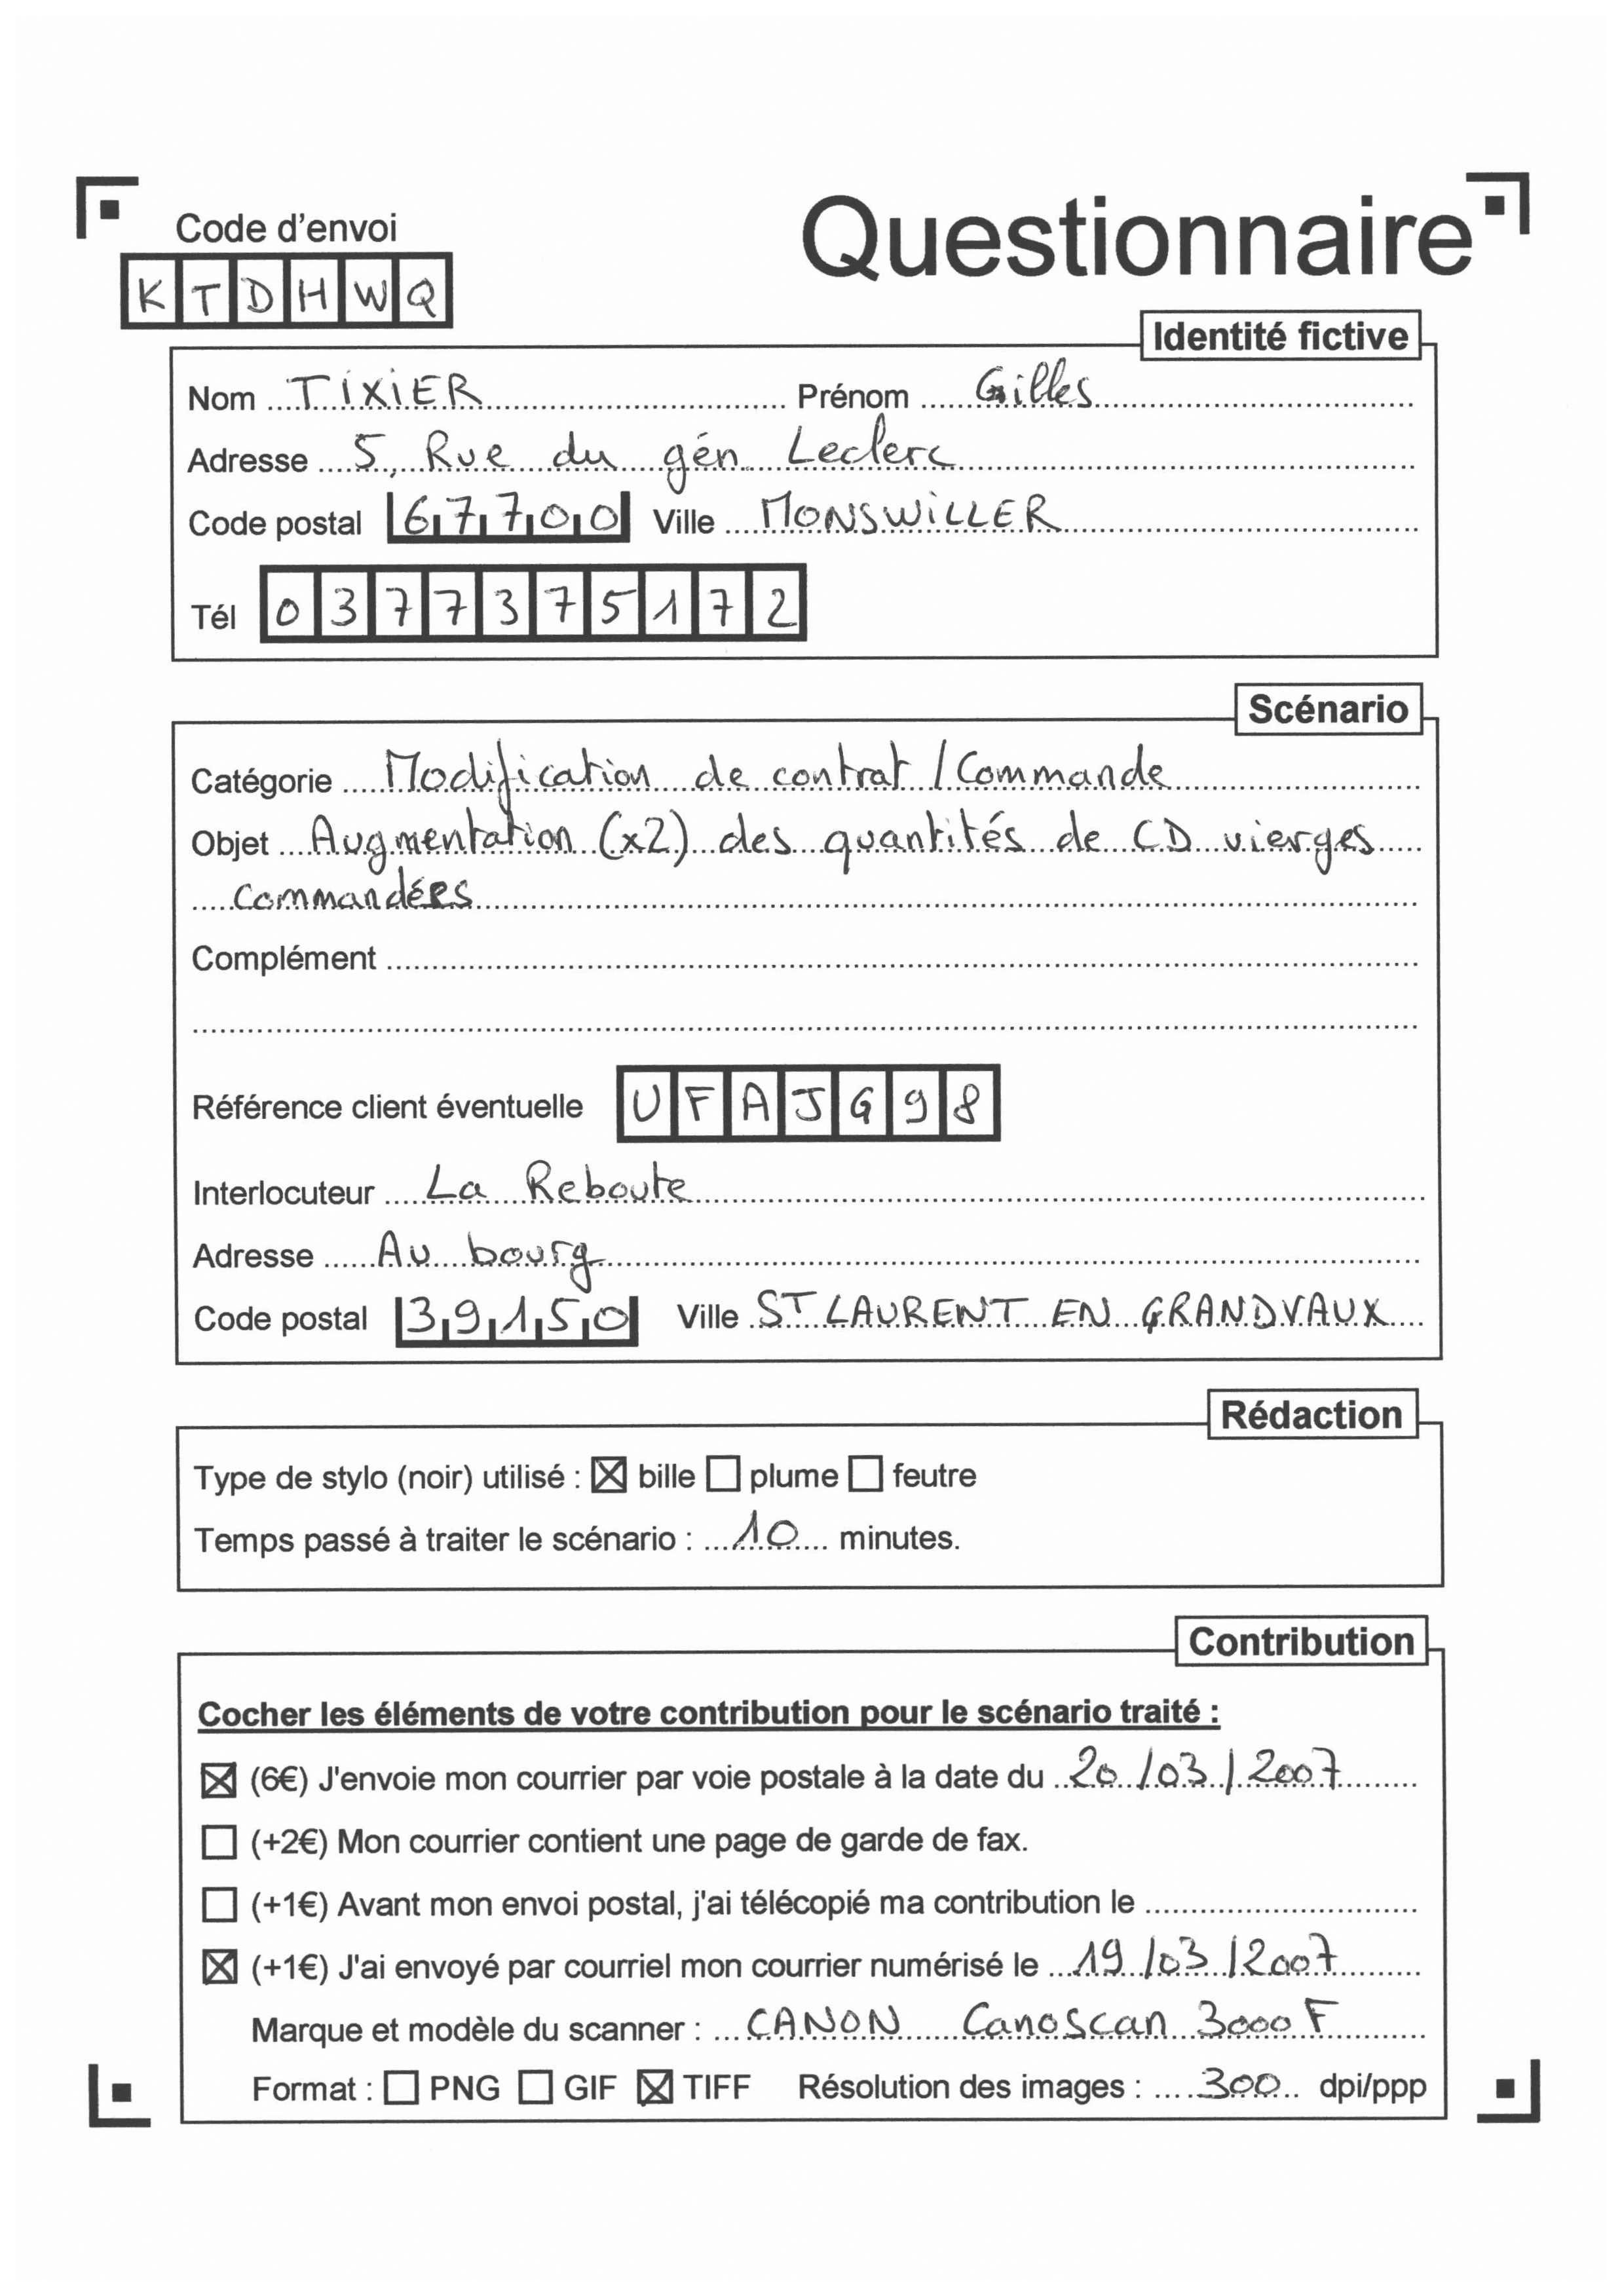 Questionnaire
Code d'envoi
KTDHWQ
Identité fictive
Nom TIXIER Prénom Gilles
Adresse 5, Rue du gén. Leclerc
Code postal 67700 Ville MONSWILLER
Tél 0377375172
Scénario
Catégorie Modification de contrat / Commande
Objet Augmentation (x2) des quantités de CD vierges
commandées
Complément
Référence client éventuelle UFAJG98
Interlocuteur La Reboute
Adresse Au bourg
Code postal 39150 Ville ST LAURENT EN GRANDVAUX
Rédaction
Type de stylo (noir) utilisé : ☒ bille ☐ plume ☐ feutre
Temps passé à traiter le scénario : 10 minutes.
Contribution
Cocher les éléments de votre contribution pour le scénario traité :
☒ (6€) J'envoie mon courrier par voie postale à la date du 20/03/2007
☐ (+2€) Mon courrier contient une page de garde de fax.
☐ (+1€) Avant mon envoi postal, j'ai télécopié ma contribution le
☒ (+1€) J'ai envoyé par courriel mon courrier numérisé le 19/03/2007
Marque et modèle du scanner : CANON Canoscan 3000F
Format : ☐ PNG ☐ GIF ☒ TIFF Résolution des images : 300 dpi/ppp